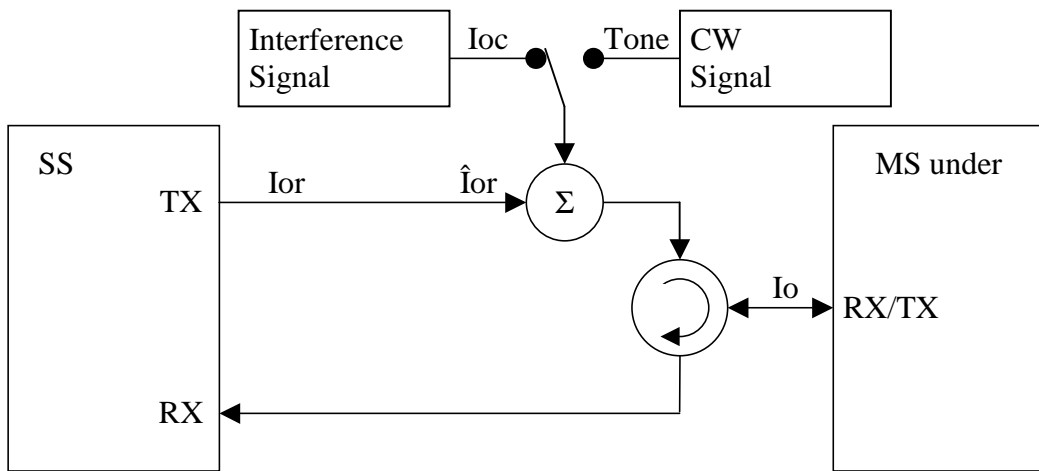 Interference
Signal
Ioc
Tone
CW
Signal
SS
MS under
TX
Ior
Îor
Σ
Io
RX/TX
RX